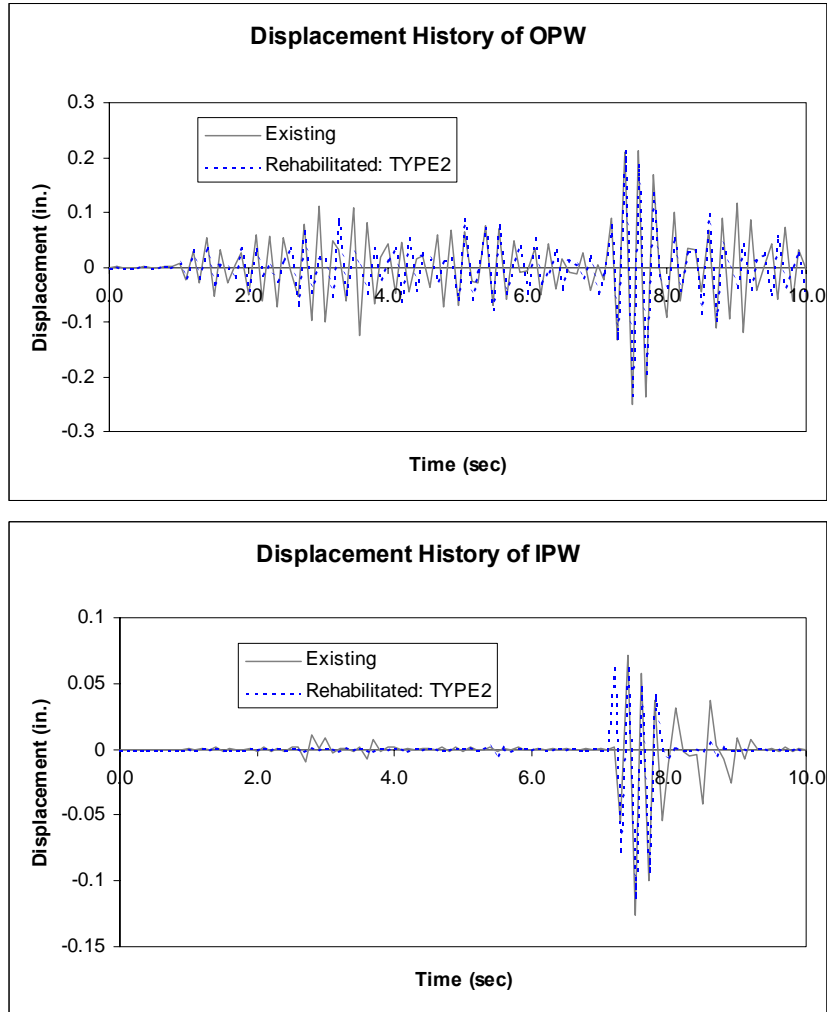 Displacement History of OPW
0.3
Existing
Rehabilitated: TYPE2
0.2
0.1
0
0.0
2.0
4.0
6.0
8.0
10.0
-0.1
-0.2
-0.3
Displacement (in.)
Time (sec)
Displacement History of IPW
0.1
Existing
Rehabilitated: TYPE2
0.05
0
0.0
2.0
4.0
6.0
8.0
10.0
-0.05
-0.1
-0.15
Displacement (in.)
Time (sec)